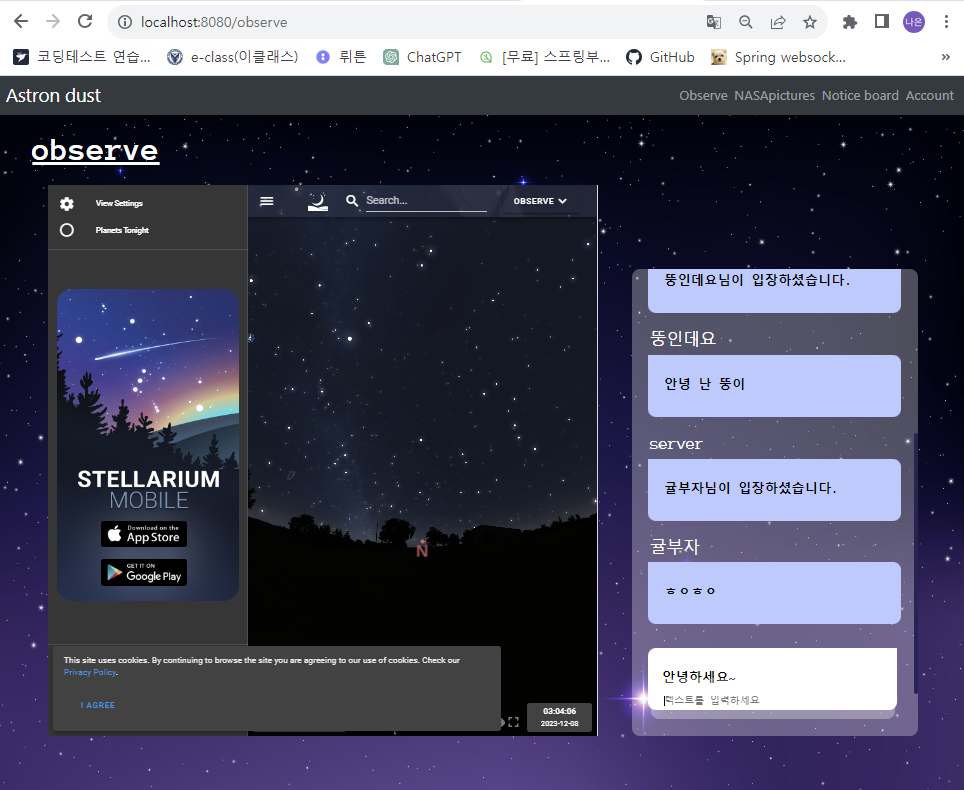 localhost:8080/observe
나은
코딩테스트 연습...
e-class(이클래스)
뤼튼
ChatGPT
[무료] 스프링부...
GitHub
Spring websock...
»
Astron dust
Observe NASApictures Notice board Account
observe
View Settings
Planets Tonight
Search...
OBSERVE
STELLARIUM
MOBILE
Download on the
App Store
GET IT ON
Google Play
N
This site uses cookies. By continuing to browse the site you are agreeing to our use of cookies. Check our
Privacy Policy.
I AGREE
03:04:06
2023-12-08
뚱인데요님이 입장하셨습니다.
뚱인데요
안녕 난 뚱이
server
귤부자님이 입장하셨습니다.
귤부자
ㅎㅇㅎㅇ
안녕하세요~
텍스트를 입력하세요